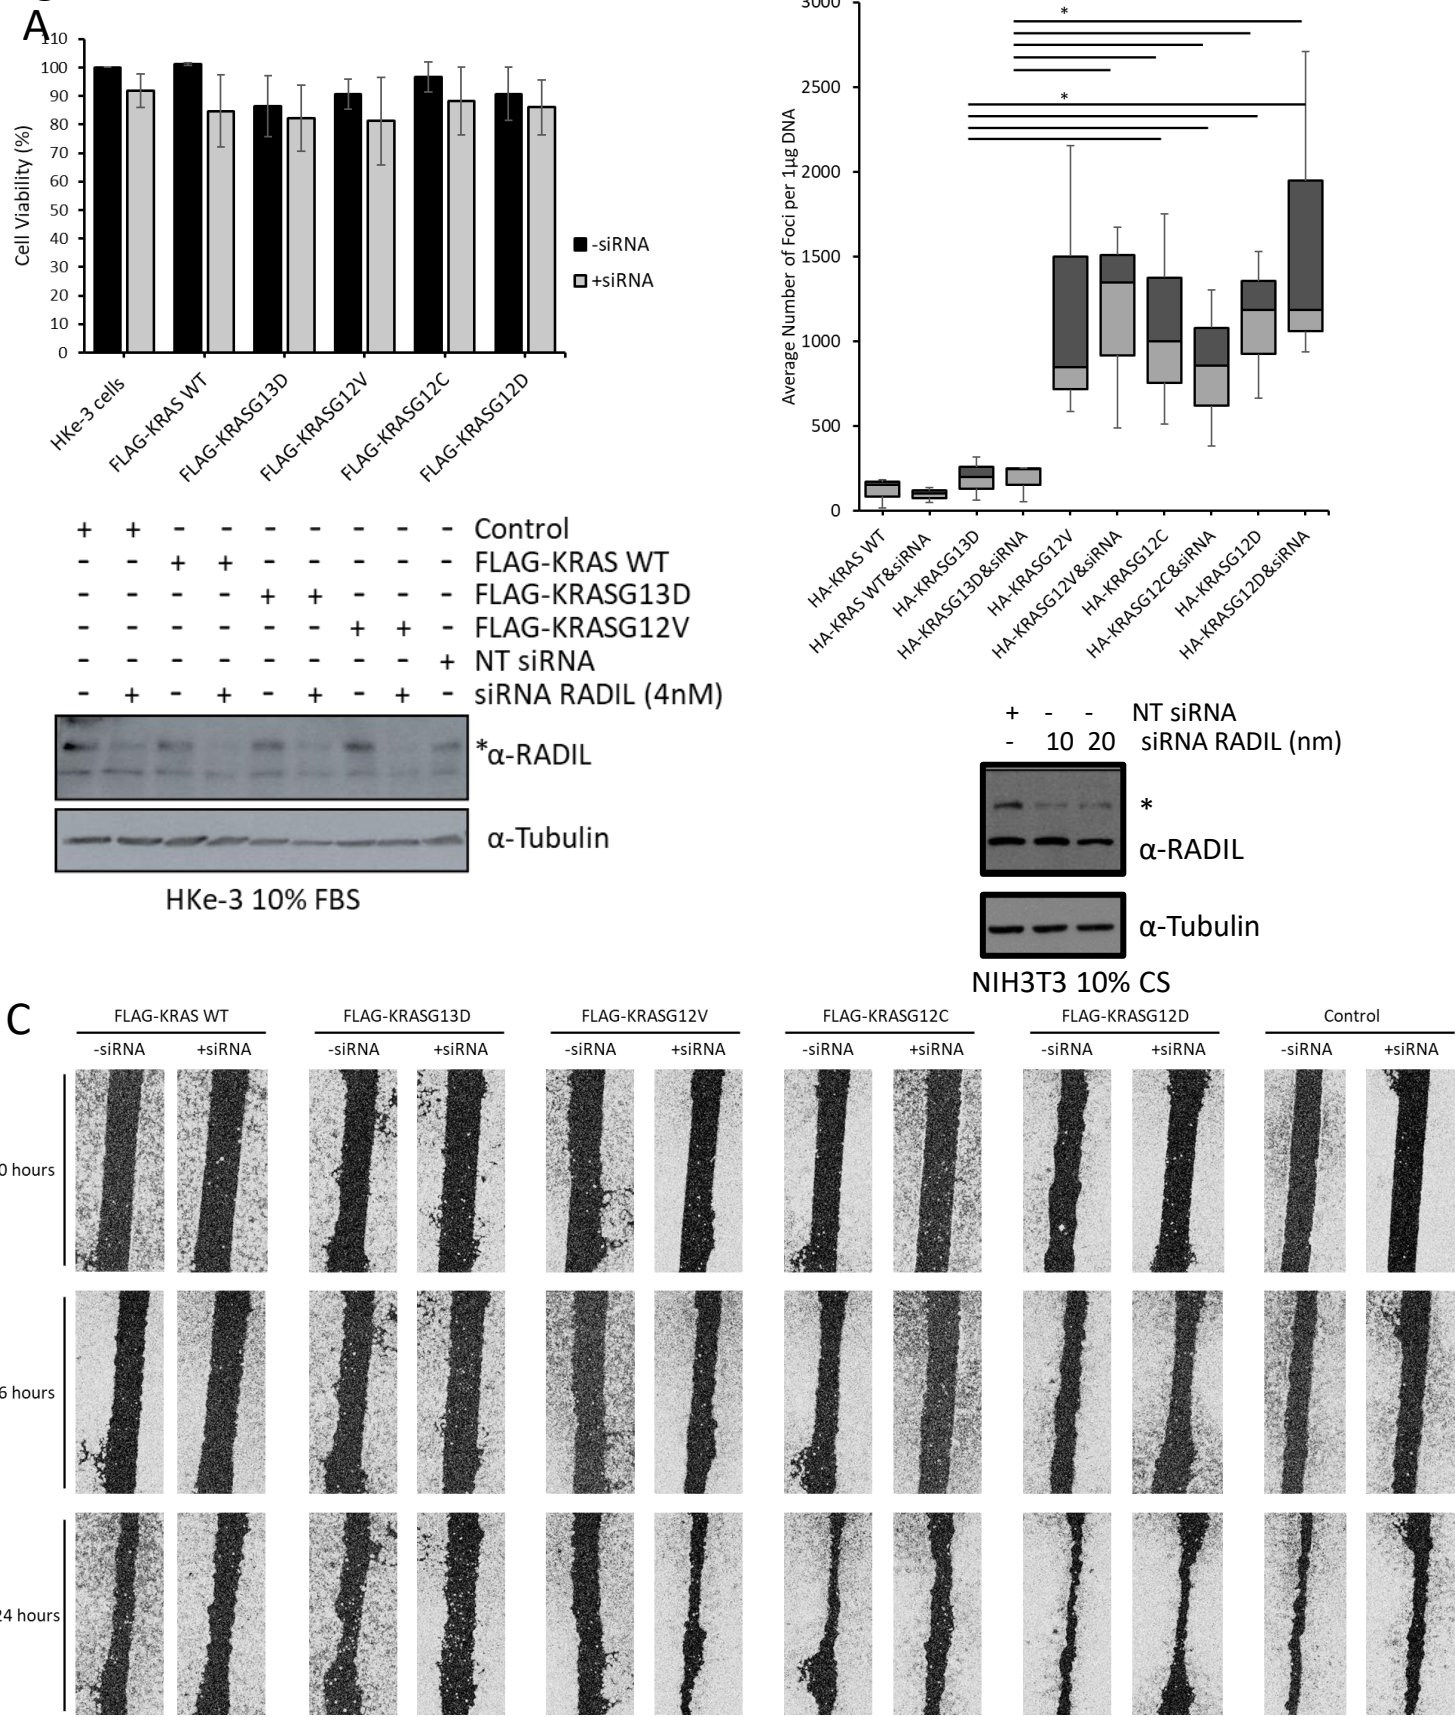 A
110
100
90
80
70
60
50
40
30
20
10
0
Cell Viability (%)
-siRNA
+siRNA
HKe-3 cells
FLAG-KRAS WT
FLAG-KRASG13D
FLAG-KRASG12V
FLAG-KRASG12C
FLAG-KRASG12D
+ + - - - - - - - Control
- - + + - - - - - FLAG-KRAS WT
- - - - + + - - - FLAG-KRASG13D
- - - - - - + + - FLAG-KRASG12V
- - - - - - - - + NT siRNA
- + - + - + - + - siRNA RADIL (4nM)
*α-RADIL
α-Tubulin
HKe-3 10% FBS
3000
2500
2000
1500
1000
500
0
Average Number of Foci per 1µg DNA
*
*
HA-KRAS WT
HA-KRAS WT&siRNA
HA-KRASG13D
HA-KRASG13D&siRNA
HA-KRASG12V
HA-KRASG12V&siRNA
HA-KRASG12C
HA-KRASG12C&siRNA
HA-KRASG12D
HA-KRASG12D&siRNA
+ - - NT siRNA
- 10 20 siRNA RADIL (nm)
*
α-RADIL
α-Tubulin
NIH3T3 10% CS
C
FLAG-KRAS WT FLAG-KRASG13D FLAG-KRASG12V FLAG-KRASG12C FLAG-KRASG12D Control
-siRNA +siRNA -siRNA +siRNA -siRNA +siRNA -siRNA +siRNA -siRNA +siRNA -siRNA +siRNA
0 hours
6 hours
24 hours